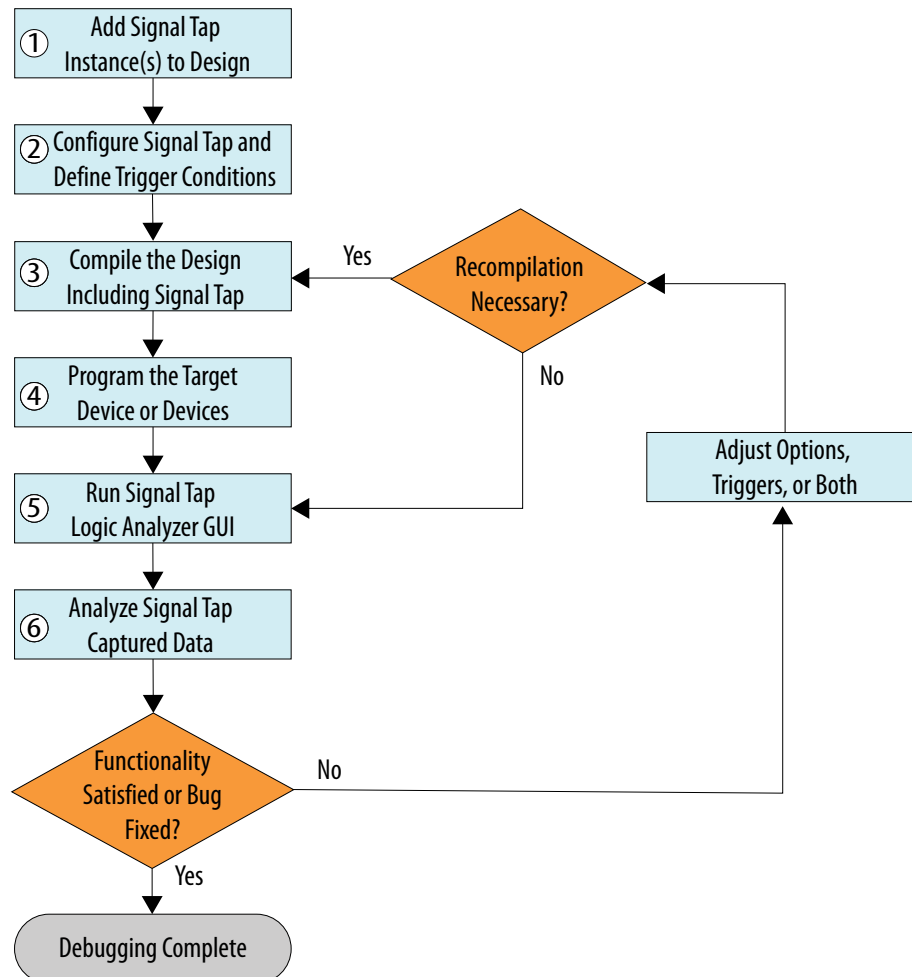 ① Add Signal Tap
Instance(s) to Design
② Configure Signal Tap and
Define Trigger Conditions
③ Compile the Design
Including Signal Tap
Yes
Recompilation
Necessary?
No
④ Program the Target
Device or Devices
Adjust Options,
Triggers, or Both
⑤ Run Signal Tap
Logic Analyzer GUI
⑥ Analyze Signal Tap
Captured Data
Functionality
Satisfied or Bug
Fixed?
No
Yes
Debugging Complete